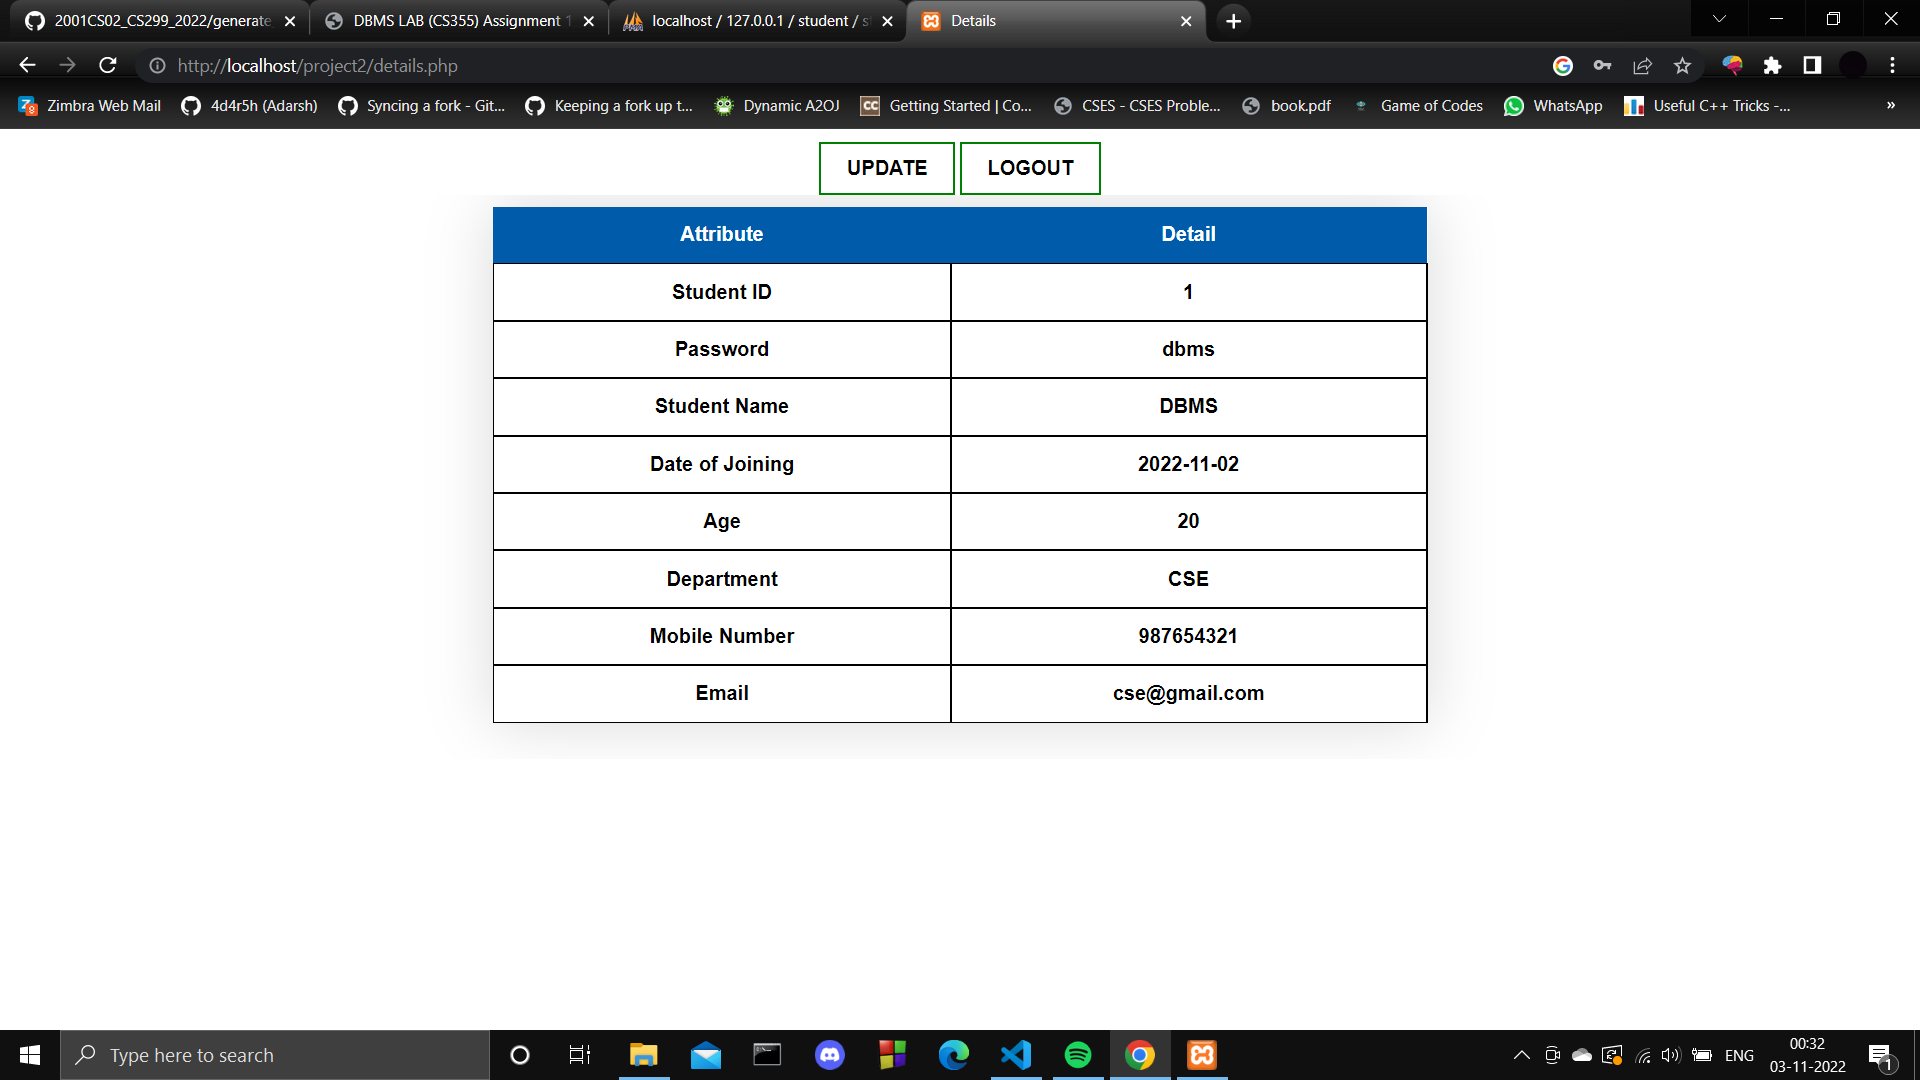 2001CS02_CS299_2022/generate
DBMS LAB (CS355) Assignment 1
localhost / 127.0.0.1 / student / s
Details
http://localhost/project2/details.php
Zimbra Web Mail
4d4r5h (Adarsh)
Syncing a fork - Git...
Keeping a fork up t...
Dynamic A2OJ
CC Getting Started | Co...
CSES - CSES Proble...
book.pdf
Game of Codes
WhatsApp
Useful C++ Tricks -...
»
UPDATE LOGOUT
Attribute Detail
Student ID 1
Password dbms
Student Name DBMS
Date of Joining 2022-11-02
Age 20
Department CSE
Mobile Number 987654321
Email cse@gmail.com
Type here to search
ENG
00:32
03-11-2022
1